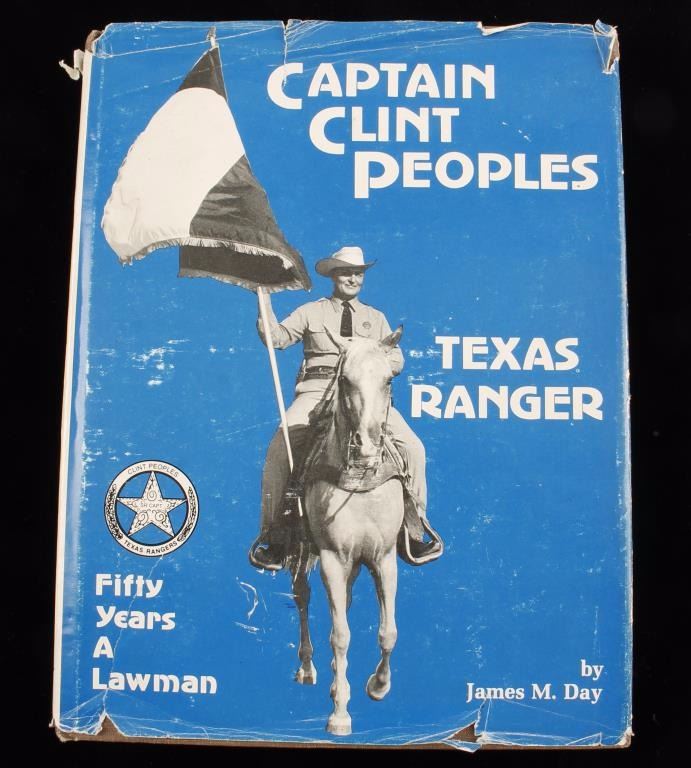 CAPTAIN
CLINT
PEOPLES
TEXAS
RANGER
CLINT PEOPLES
SR CAPT
TEXAS RANGERS
Fifty
Years
A
Lawman
by
James M. Day